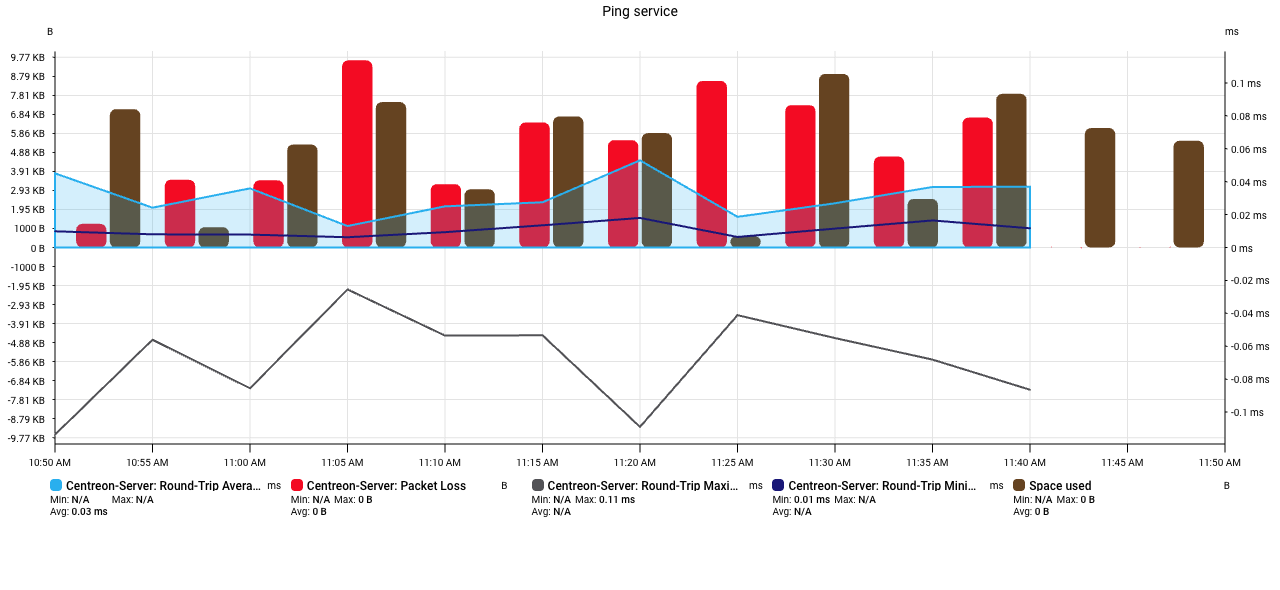 Ping service
B
ms
9.77 KB
8.79 KB
7.81 KB
6.84 KB
5.86 KB
4.88 KB
3.91 KB
2.93 KB
1.95 KB
1000 B
0 B
-1000 B
-1.95 KB
-2.93 KB
-3.91 KB
-4.88 KB
-5.86 KB
-6.84 KB
-7.81 KB
-8.79 KB
-9.77 KB
0.1 ms
0.08 ms
0.06 ms
0.04 ms
0.02 ms
0 ms
-0.02 ms
-0.04 ms
-0.06 ms
-0.08 ms
-0.1 ms
10:50 AM 10:55 AM 11:00 AM 11:05 AM 11:10 AM 11:15 AM 11:20 AM 11:25 AM 11:30 AM 11:35 AM 11:40 AM 11:45 AM 11:50 AM
Centreon-Server: Round-Trip Avera... ms
Min: N/A Max: N/A
Avg: 0.03 ms
Centreon-Server: Packet Loss B
Min: N/A Max: 0 B
Avg: 0 B
Centreon-Server: Round-Trip Maxi... ms
Min: N/A Max: 0.11 ms
Avg: N/A
Centreon-Server: Round-Trip Mini... ms
Min: 0.01 ms Max: N/A
Avg: N/A
Space used B
Min: N/A Max: 0 B
Avg: 0 B